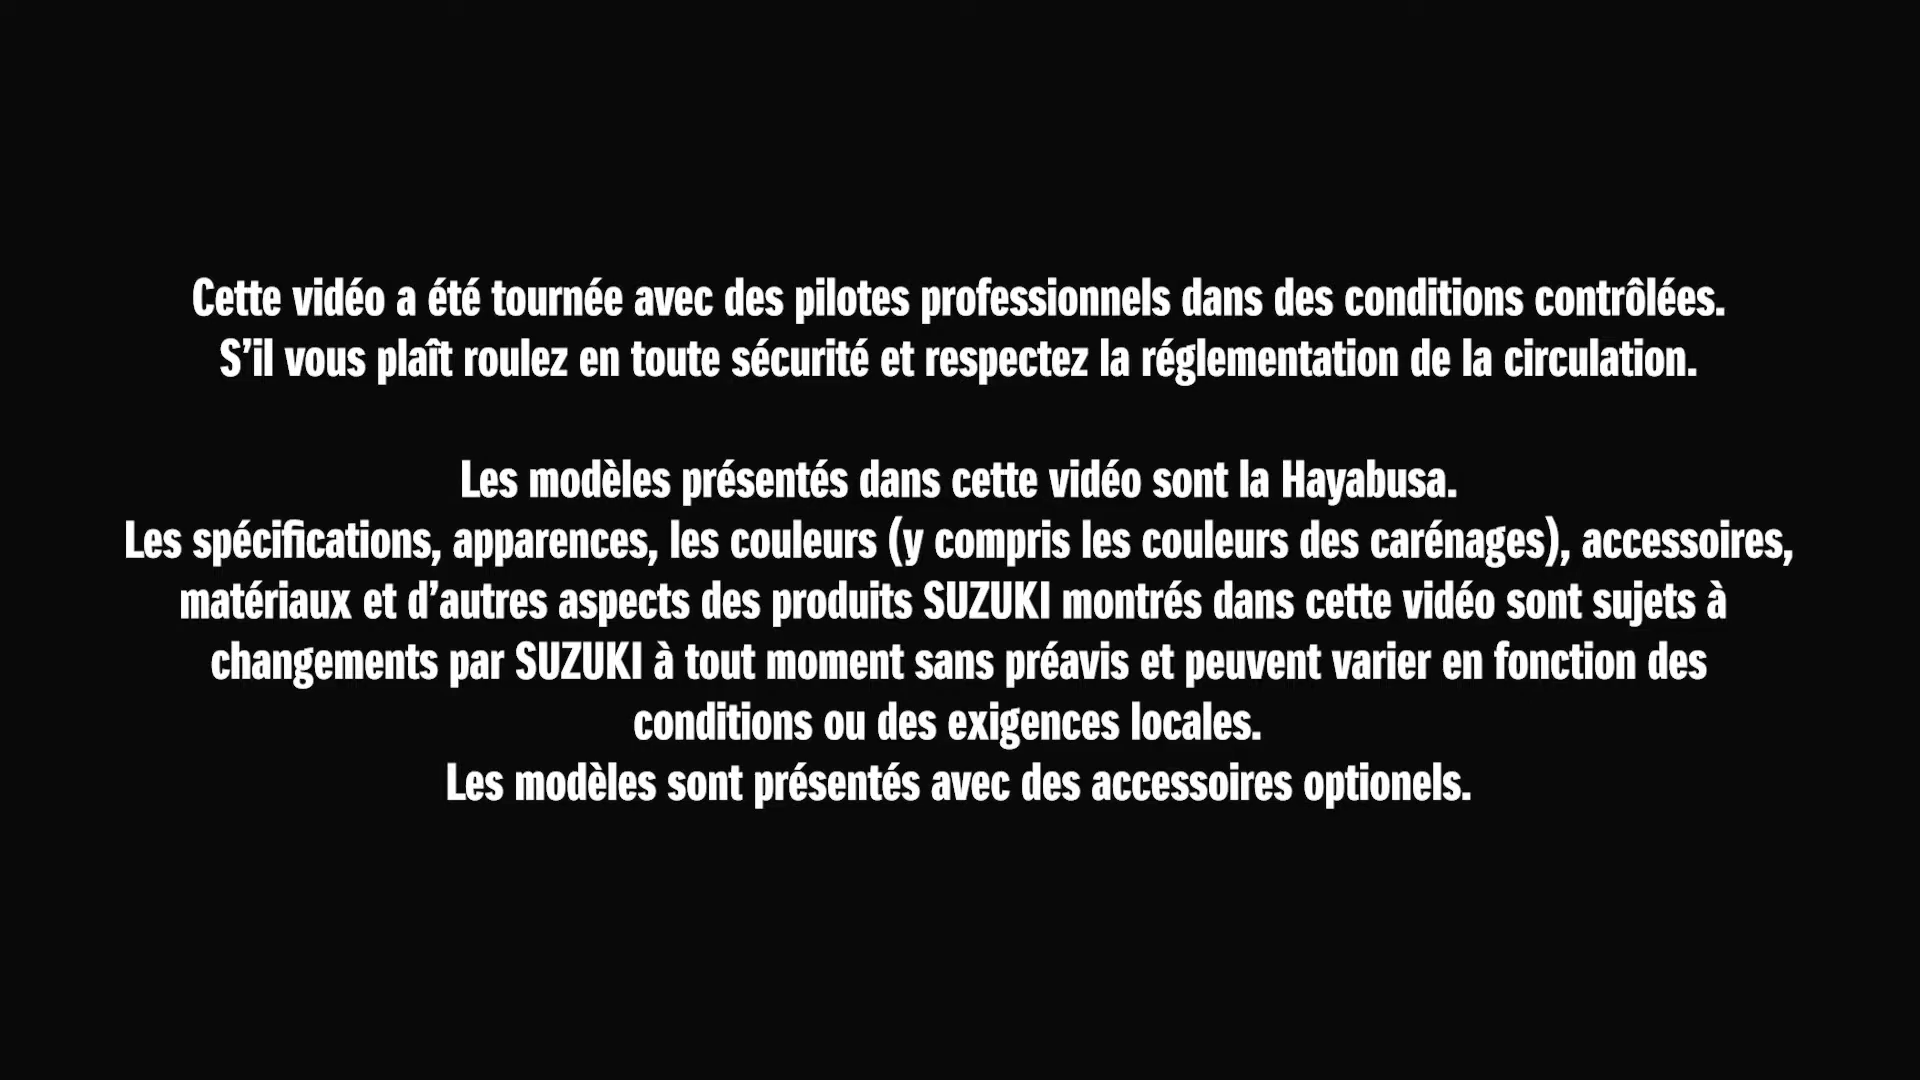 Cette vidéo a été tournée avec des pilotes professionnels dans des conditions contrôlées.
S’il vous plaît roulez en toute sécurité et respectez la réglementation de la circulation.
Les modèles présentés dans cette vidéo sont la Hayabusa.
Les spécifications, apparences, les couleurs (y compris les couleurs des carénages), accessoires,
matériaux et d’autres aspects des produits SUZUKI montrés dans cette vidéo sont sujets à
changements par SUZUKI à tout moment sans préavis et peuvent varier en fonction des
conditions ou des exigences locales.
Les modèles sont présentés avec des accessoires optionels.